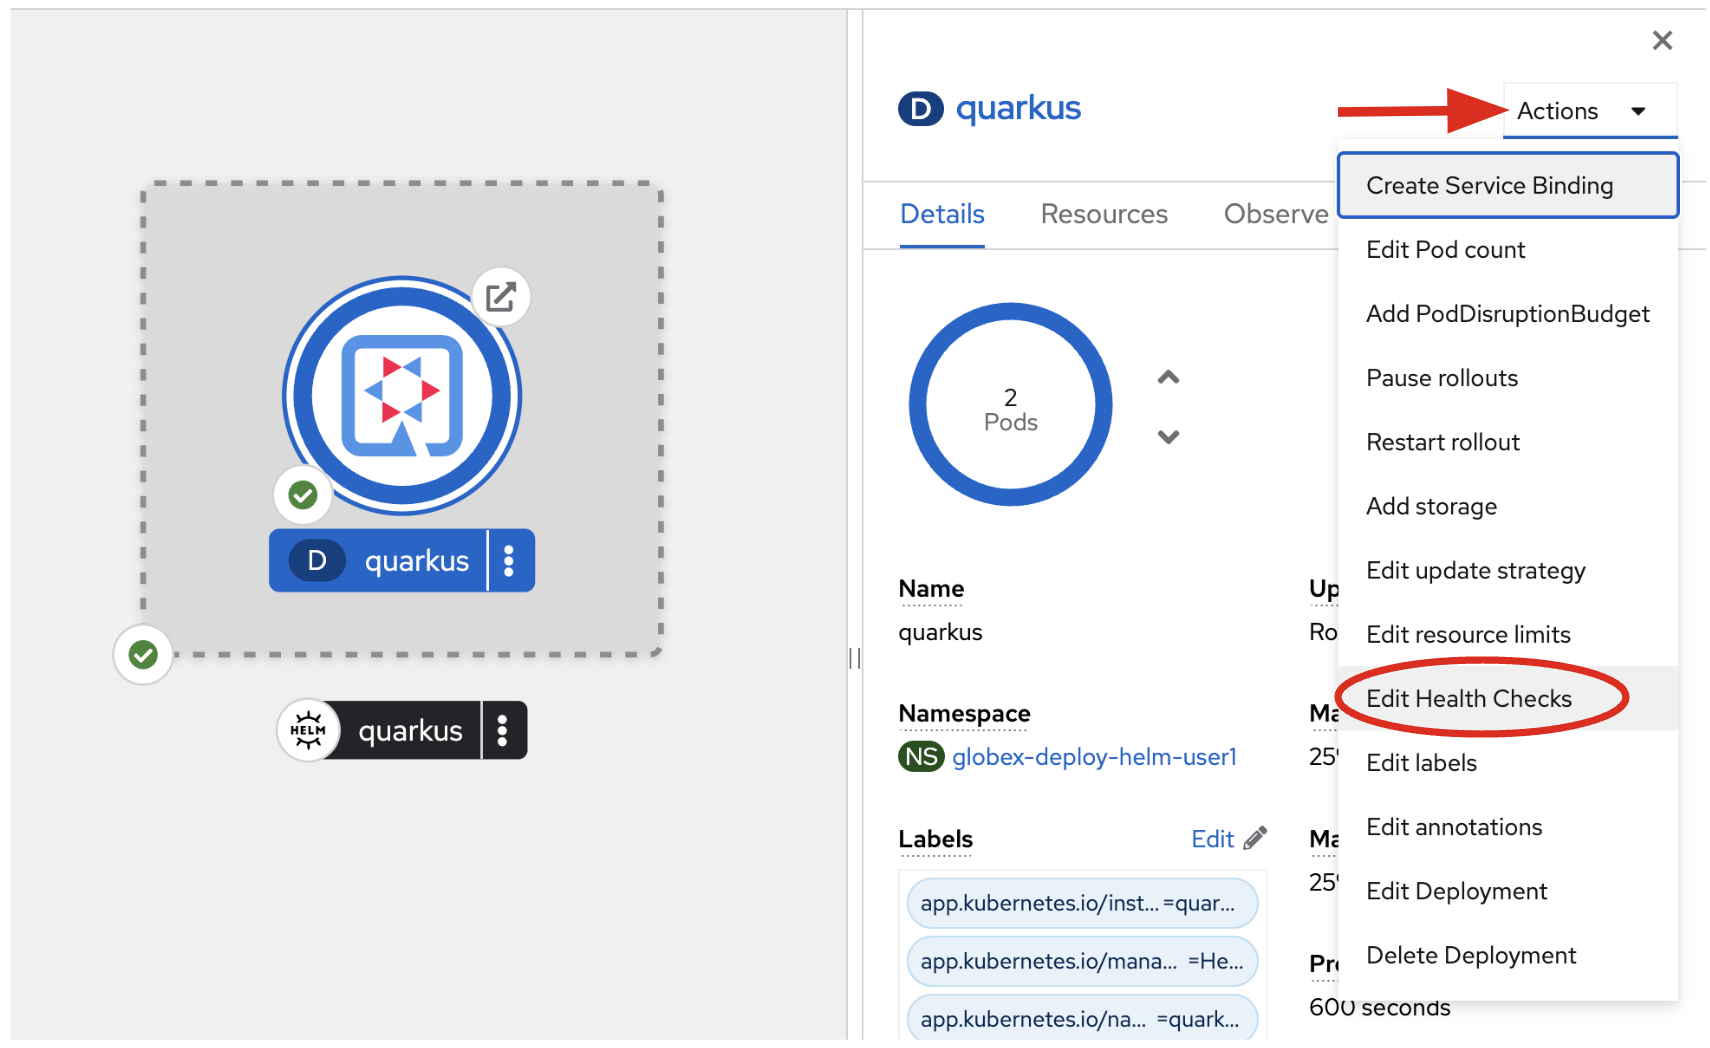 D quarkus
HELM quarkus
D quarkus
Actions
Details Resources Observe
Create Service Binding
Edit Pod count
Add PodDisruptionBudget
Pause rollouts
Restart rollout
Add storage
Edit update strategy
Edit resource limits
Edit Health Checks
Edit labels
Edit annotations
Edit Deployment
Delete Deployment
2
Pods
Name
quarkus
Namespace
NS globex-deploy-helm-user1
Labels Edit
app.kubernetes.io/inst... =quar...
app.kubernetes.io/mana... =He...
app.kubernetes.io/na... =quark...
Up
Ro
Ma
25%
Ma
25%
Pr
600 seconds